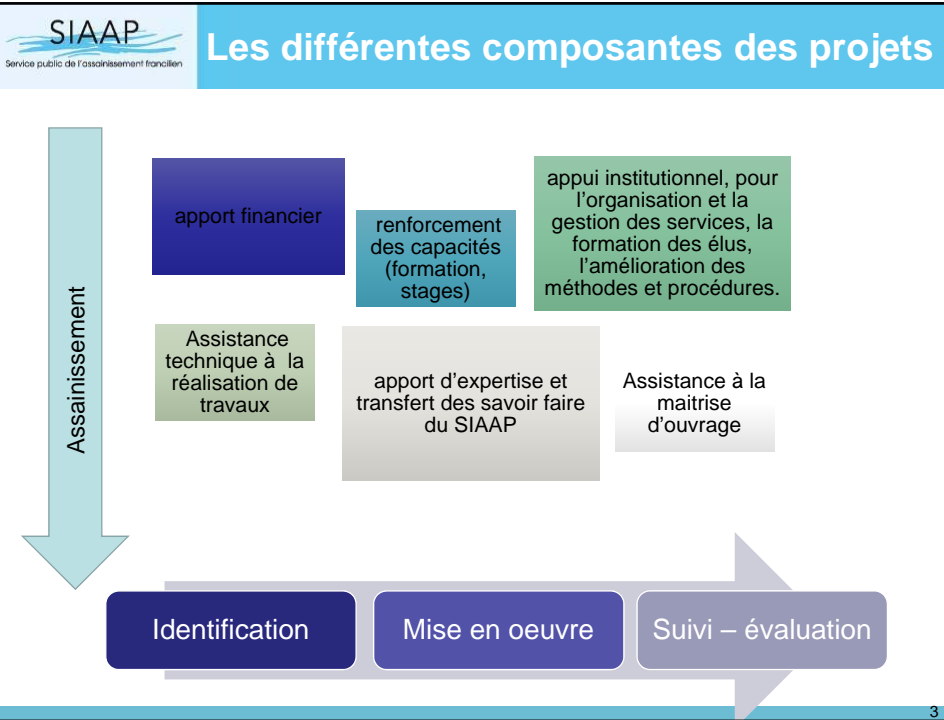 SIAAP
Service public de l'assainissement francilien
Les différentes composantes des projets
Assainissement
apport financier
renforcement
des capacités
(formation,
stages)
appui institutionnel, pour
l'organisation et la
gestion des services, la
formation des élus,
l'amélioration des
méthodes et procédures.
Assistance
technique à la
réalisation de
travaux
apport d'expertise et
transfert des savoir faire
du SIAAP
Assistance à la
maitrise
d'ouvrage
Identification
Mise en oeuvre
Suivi – évaluation
3